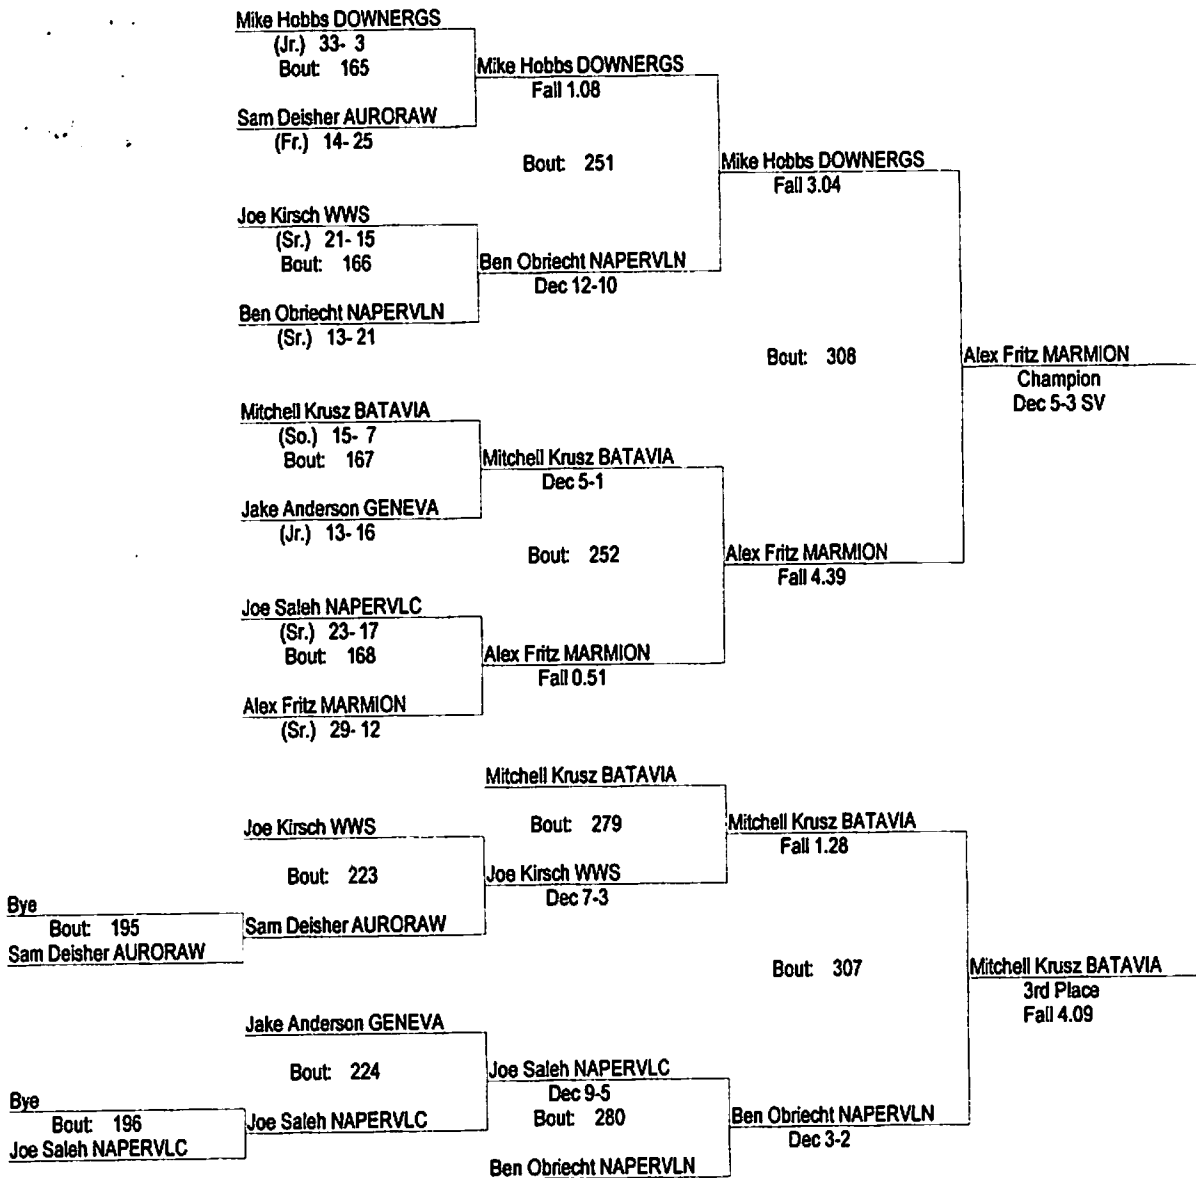 Mike Hobbs DOWNERGS
(Jr.) 33- 3
Bout: 165
Mike Hobbs DOWNERGS
Fall 1.08
Sam Deisher AURORAW
(Fr.) 14- 25
Bout: 251
Mike Hobbs DOWNERGS
Fall 3.04
Joe Kirsch WWS
(Sr.) 21- 15
Bout: 166
Ben Obriecht NAPERVLN
Dec 12-10
Ben Obriecht NAPERVLN
(Sr.) 13- 21
Bout: 308
Alex Fritz MARMION
Champion
Dec 5-3 SV
Mitchell Krusz BATAVIA
(So.) 15- 7
Bout: 167
Mitchell Krusz BATAVIA
Dec 5-1
Jake Anderson GENEVA
(Jr.) 13- 16
Bout: 252
Alex Fritz MARMION
Fall 4.39
Joe Saleh NAPERVLC
(Sr.) 23- 17
Bout: 168
Alex Fritz MARMION
Fall 0.51
Alex Fritz MARMION
(Sr.) 29- 12
Mitchell Krusz BATAVIA
Joe Kirsch WWS
Bout: 279
Mitchell Krusz BATAVIA
Fall 1.28
Bout: 223
Joe Kirsch WWS
Dec 7-3
Bye
Bout: 195
Sam Deisher AURORAW
Sam Deisher AURORAW
Bout: 307
Mitchell Krusz BATAVIA
3rd Place
Fall 4.09
Jake Anderson GENEVA
Bout: 224
Joe Saleh NAPERVLC
Dec 9-5
Bye
Bout: 196
Joe Saleh NAPERVLC
Joe Saleh NAPERVLC
Bout: 280
Ben Obriecht NAPERVLN
Dec 3-2
Ben Obriecht NAPERVLN